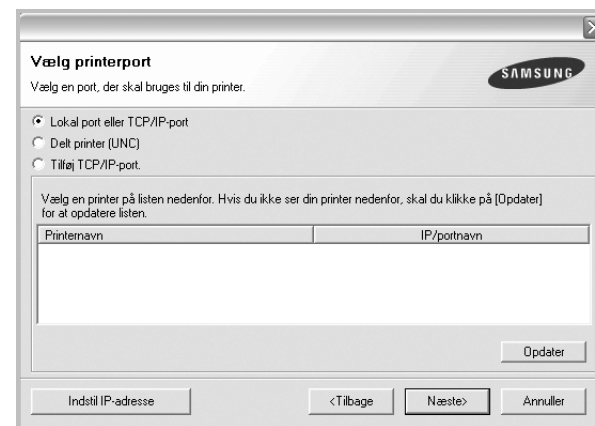 Vælg printerport
Vælg en port, der skal bruges til din printer.
SAMSUNG
Lokal port eller TCP/IP-port
Delt printer (UNC)
Tilføj TCP/IP-port.
Vælg en printer på listen nedenfor. Hvis du ikke ser din printer nedenfor, skal du klikke på [Opdater]
for at opdatere listen.
Printernavn IP/portnavn
Opdater
Indstil IP-adresse <Tilbage Næste> Annuller